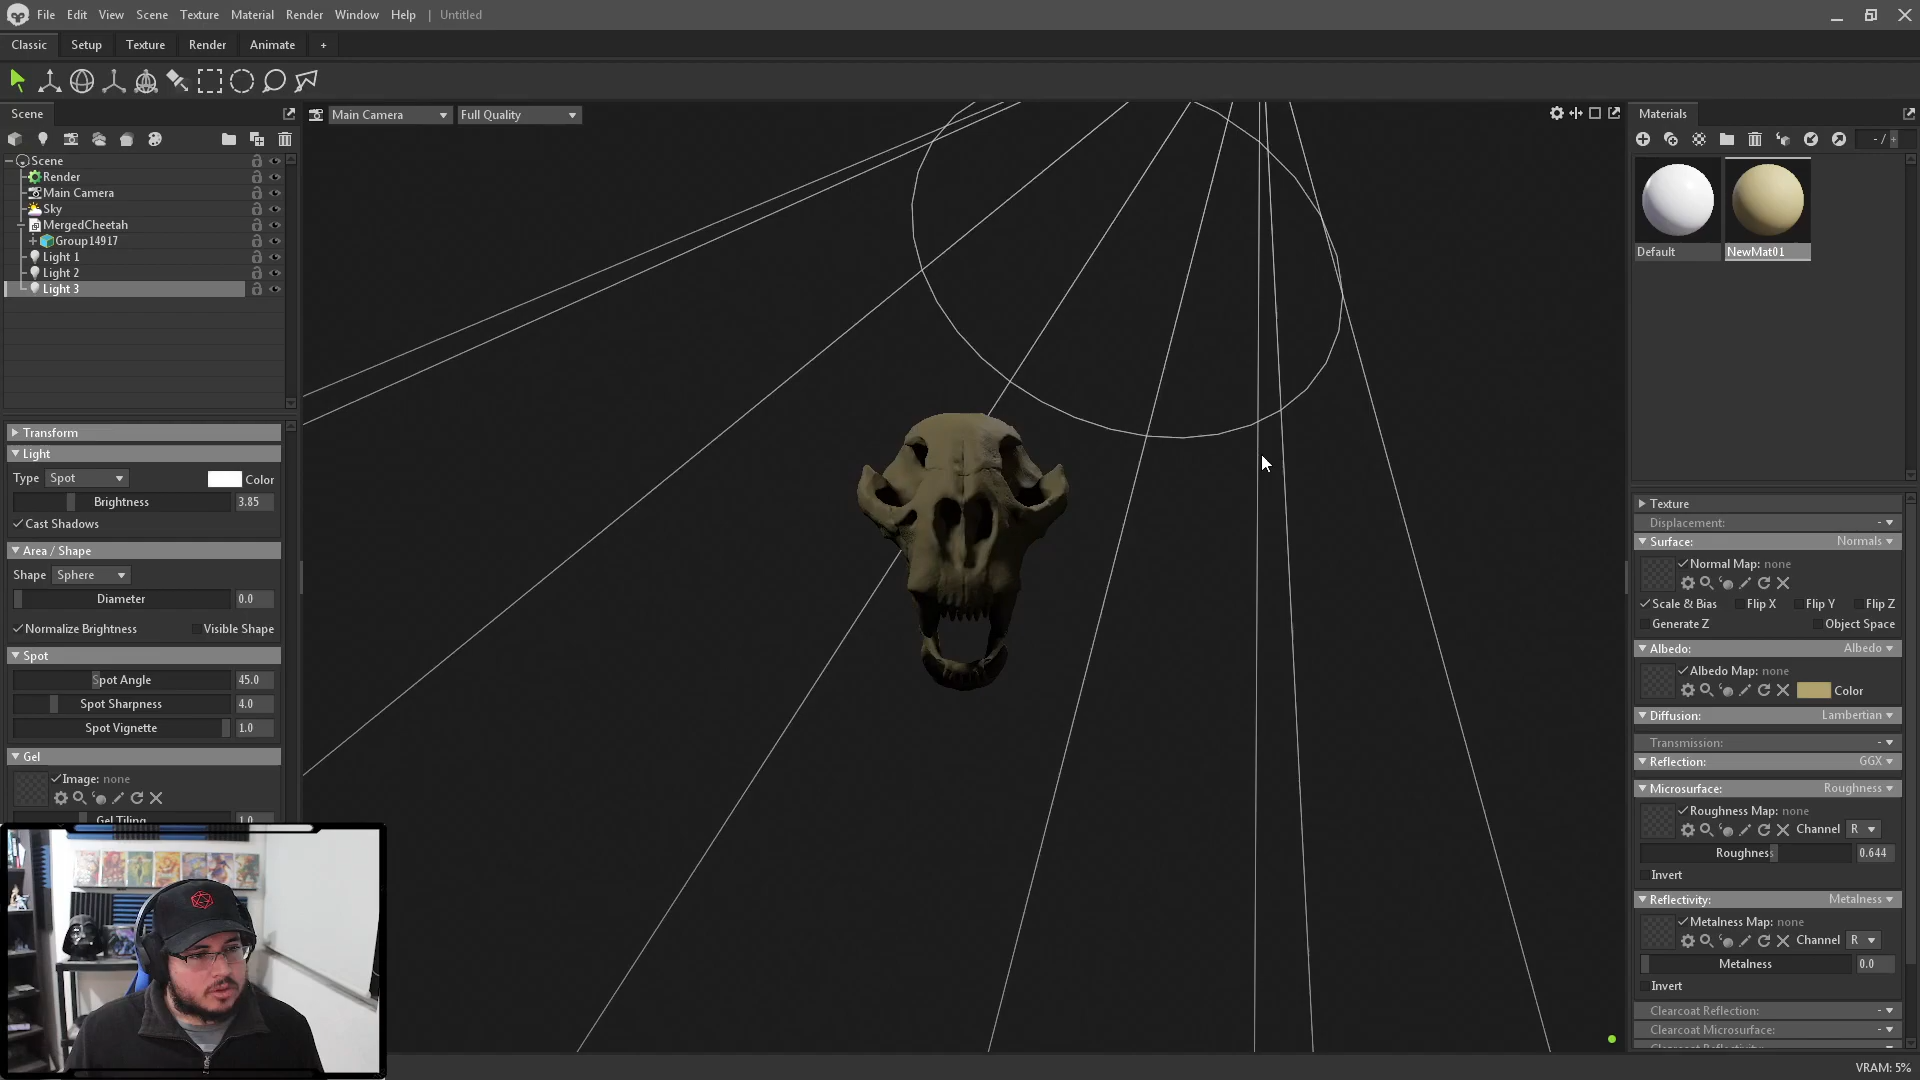 File Edit View Scene Texture Material Render Window Help | Untitled
Classic Setup Texture Render Animate +
Scene
Main Camera Full Quality
Materials
- / +
Scene
Render
Main Camera
Sky
MergedCheetah
Group14917
Light 1
Light 2
Light 3
Transform
Light
Type Spot Color
Brightness 3.85
Cast Shadows
Area / Shape
Shape Sphere
Diameter 0.0
Normalize Brightness Visible Shape
Spot
Spot Angle 45.0
Spot Sharpness 4.0
Spot Vignette 1.0
Gel
Image: none
Gel Tiling 1.0
Default NewMat01
Texture
Displacement: -
Surface: Normals
Normal Map: none
Scale & Bias Flip X Flip Y Flip Z
Generate Z Object Space
Albedo: Albedo
Albedo Map: none
Color
Diffusion: Lambertian
Transmission: -
Reflection: GGX
Microsurface: Roughness
Roughness Map: none
Channel R
Roughness 0.644
Invert
Reflectivity: Metalness
Metalness Map: none
Channel R
Metalness 0.0
Invert
Clearcoat Reflection: -
Clearcoat Microsurface: -
Clearcoat Reflectivity: -
VRAM: 5%